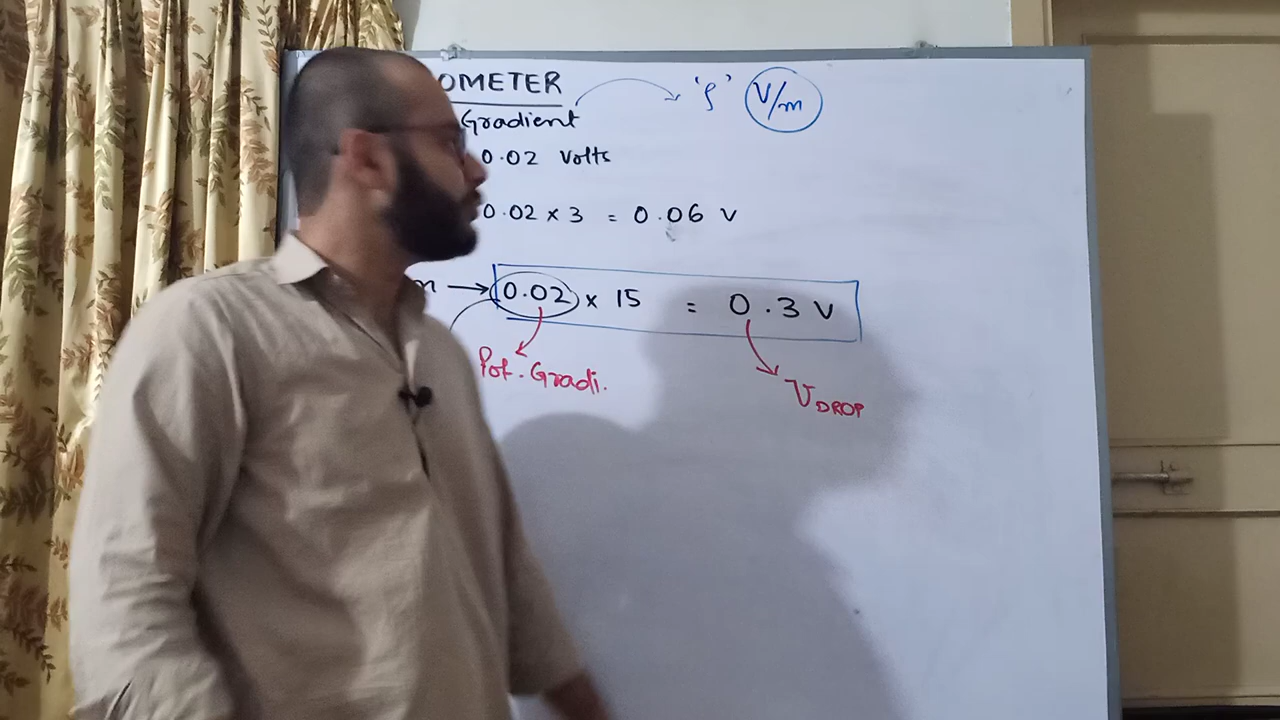 OMETER
Gradient
'ρ' V/m
0.02 Volts
0.02 × 3 = 0.06 V
m → 0.02 × 15 = 0.3 V
Pot. Gradi.
V DROP